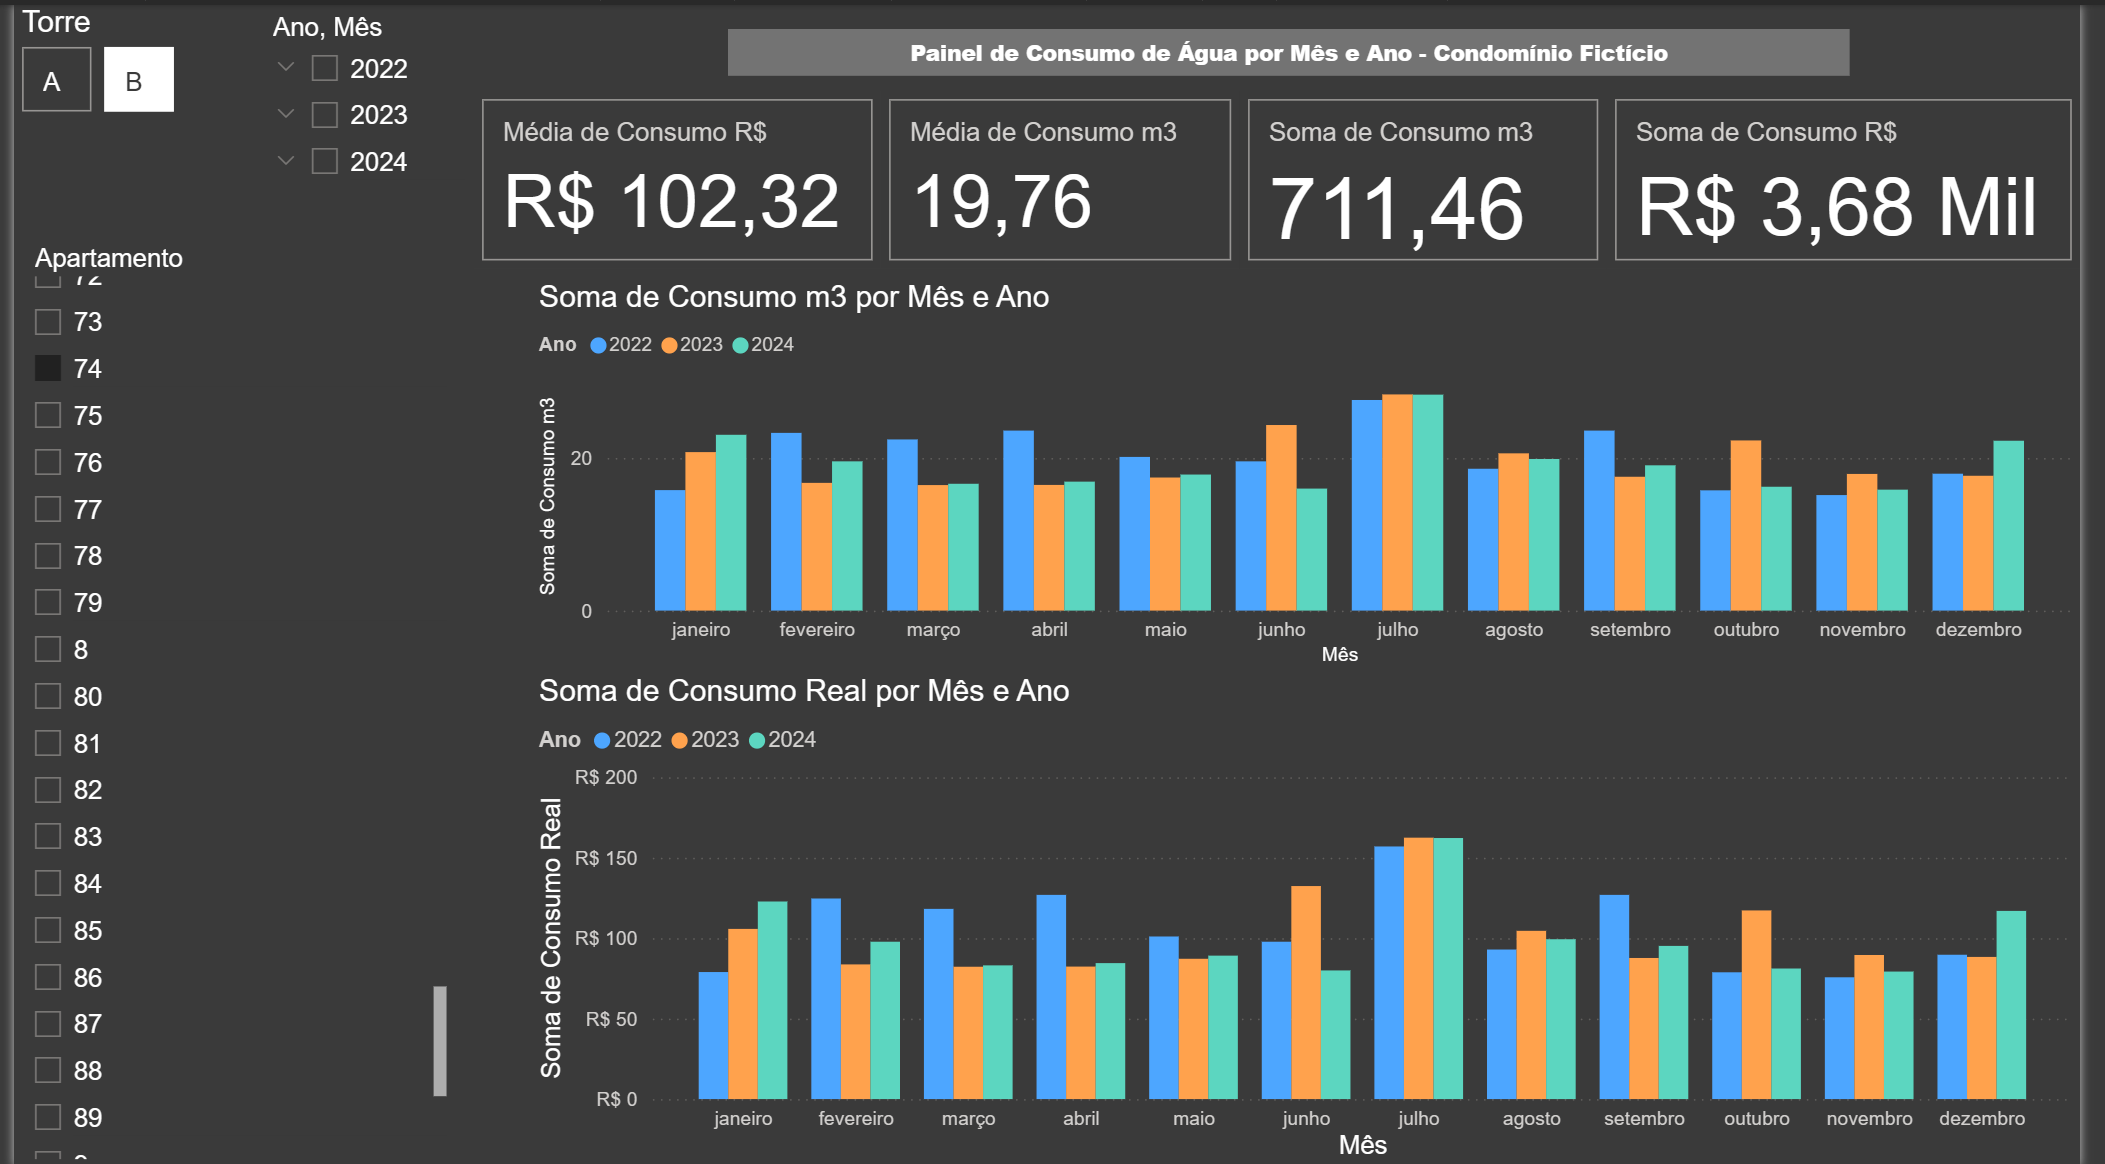 Torre
A
B
Ano, Mês
2022
2023
2024
Painel de Consumo de Água por Mês e Ano - Condomínio Fictício
Média de Consumo R$
R$ 102,32
Média de Consumo m3
19,76
Soma de Consumo m3
711,46
Soma de Consumo R$
R$ 3,68 Mil
Apartamento
72
73
74
75
76
77
78
79
8
80
81
82
83
84
85
86
87
88
89
Soma de Consumo m3 por Mês e Ano
Ano 2022 2023 2024
Soma de Consumo m3
20
0
janeiro fevereiro março abril maio junho julho agosto setembro outubro novembro dezembro
Mês
Soma de Consumo Real por Mês e Ano
Ano 2022 2023 2024
Soma de Consumo Real
R$ 200
R$ 150
R$ 100
R$ 50
R$ 0
janeiro fevereiro março abril maio junho julho agosto setembro outubro novembro dezembro
Mês